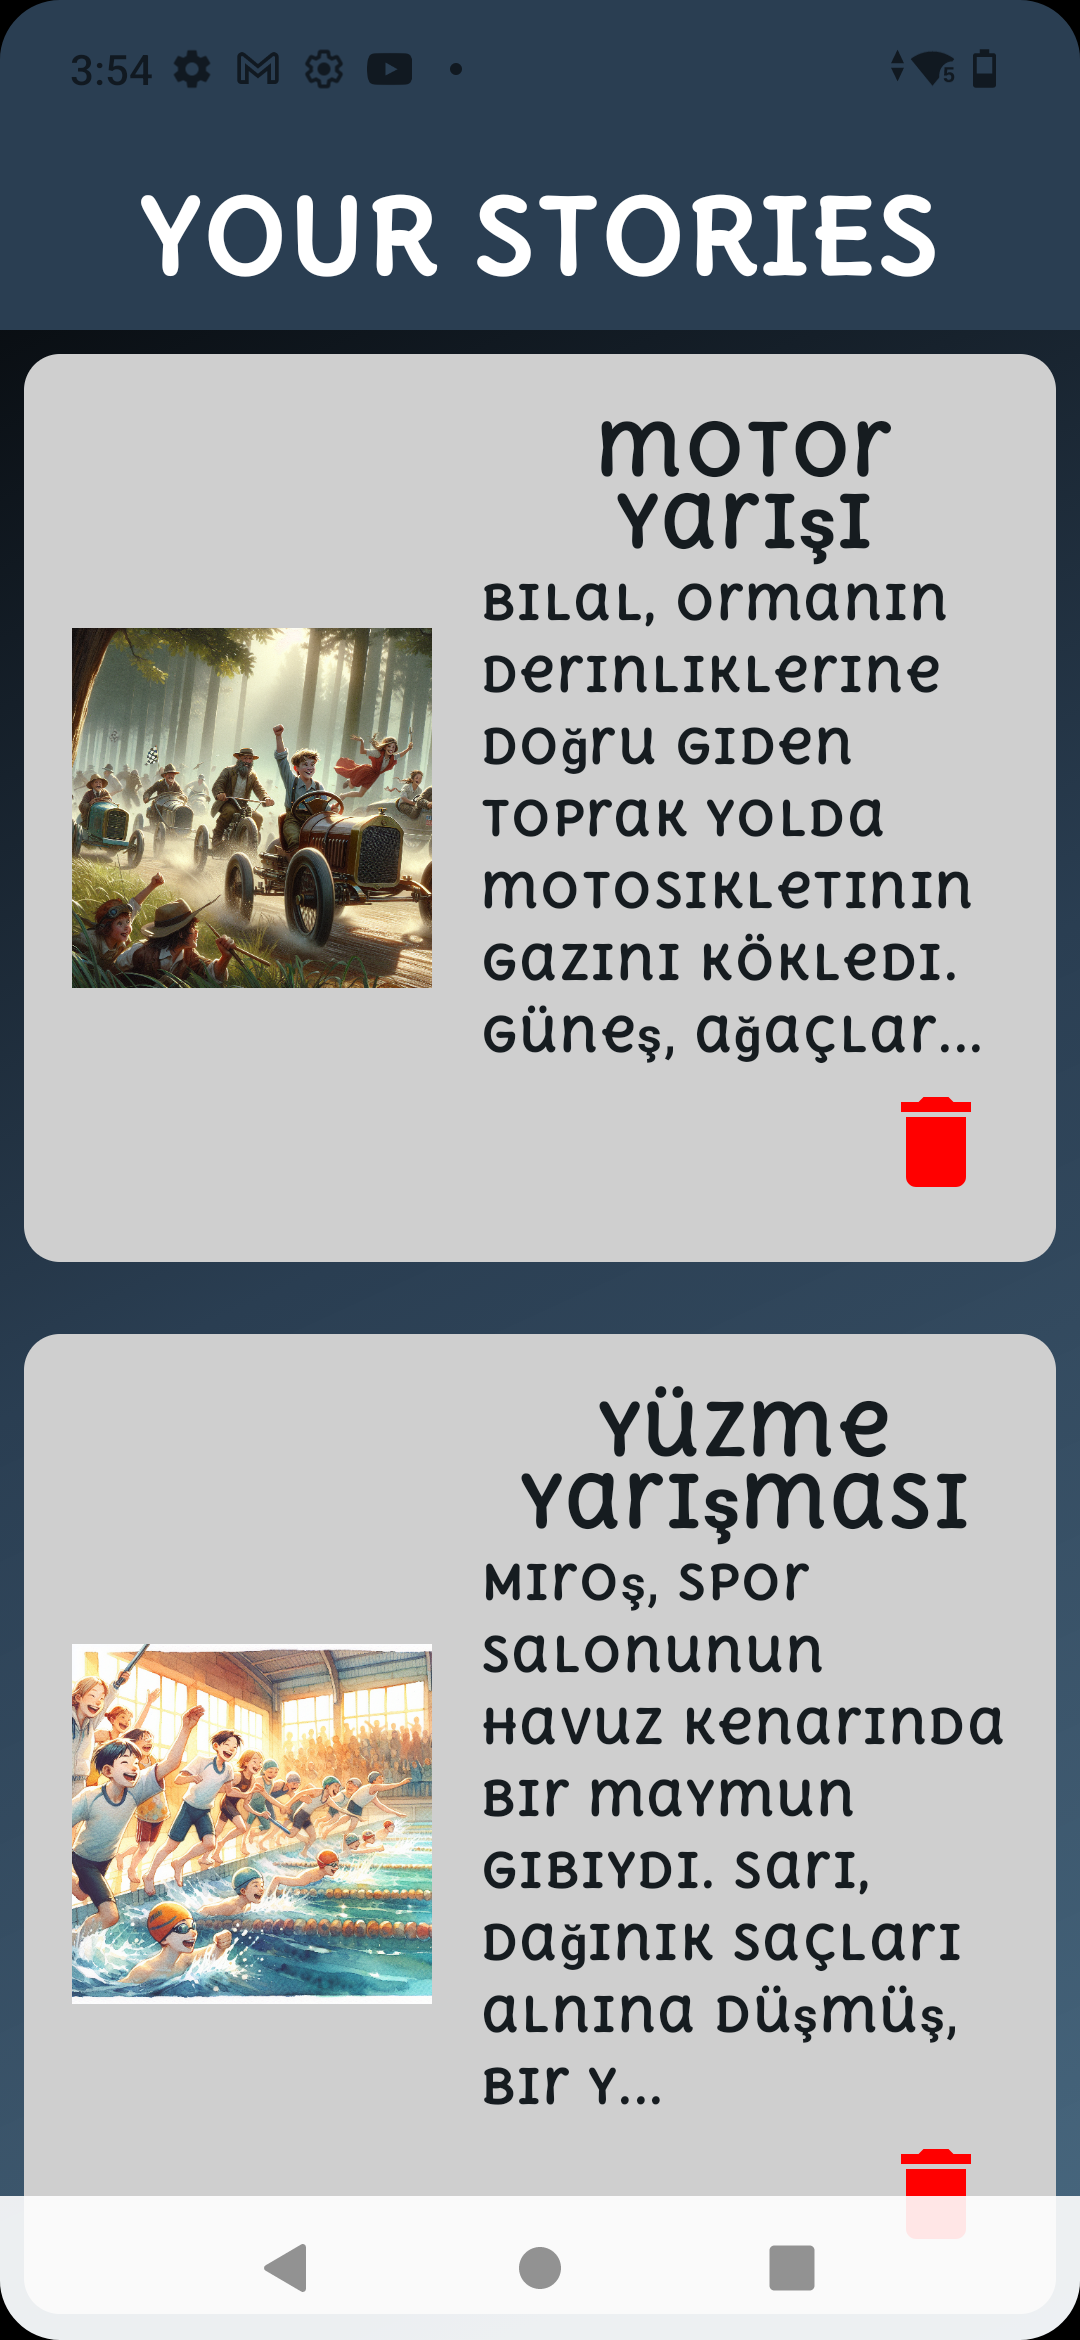 3:54
5
YOUR STORIES
Motor
Yarışı
Bilal, ormanın
derinliklerine
doğru giden
toprak yolda
motosikletinin
gazını kökledi.
Güneş, ağaçlar...
Yüzme
Yarışması
Miroş, spor
salonunun
havuz kenarında
bir maymun
gibiydi. Sarı,
dağınık saçları
alnına düşmüş,
bir y...